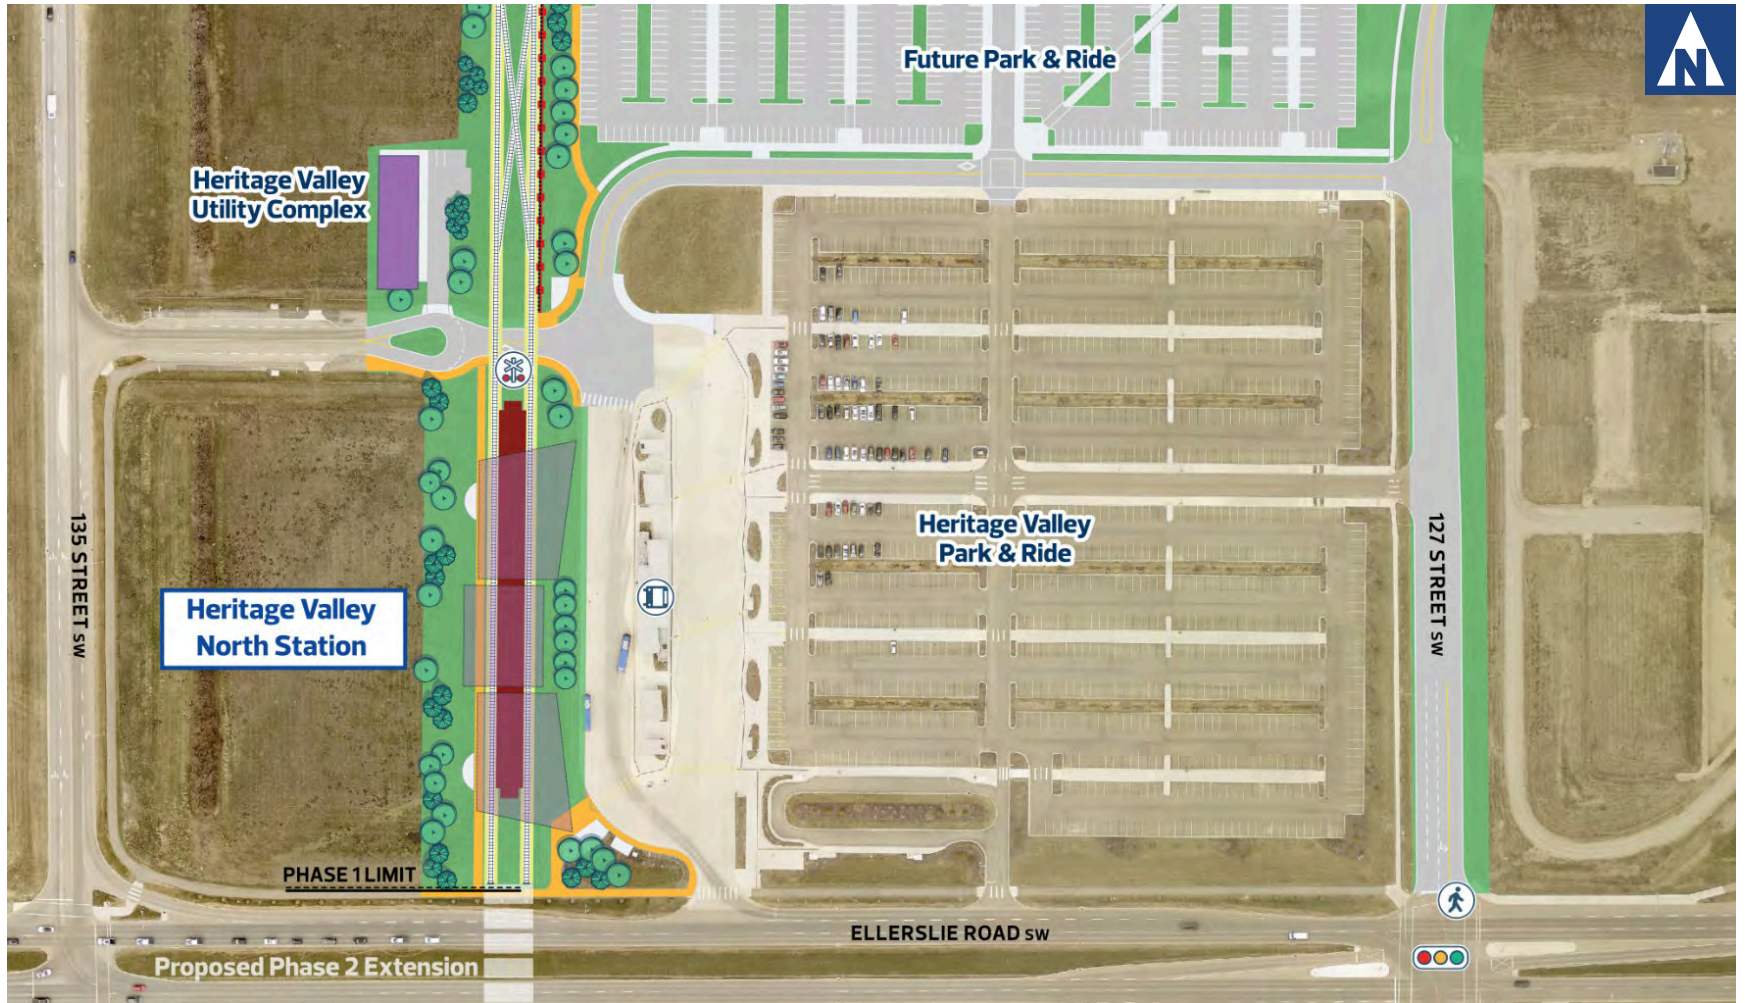 Future Park & Ride
N
Heritage Valley
Utility Complex
135 STREET SW
Heritage Valley
North Station
Heritage Valley
Park & Ride
127 STREET SW
PHASE 1 LIMIT
ELLERSLIE ROAD SW
Proposed Phase 2 Extension